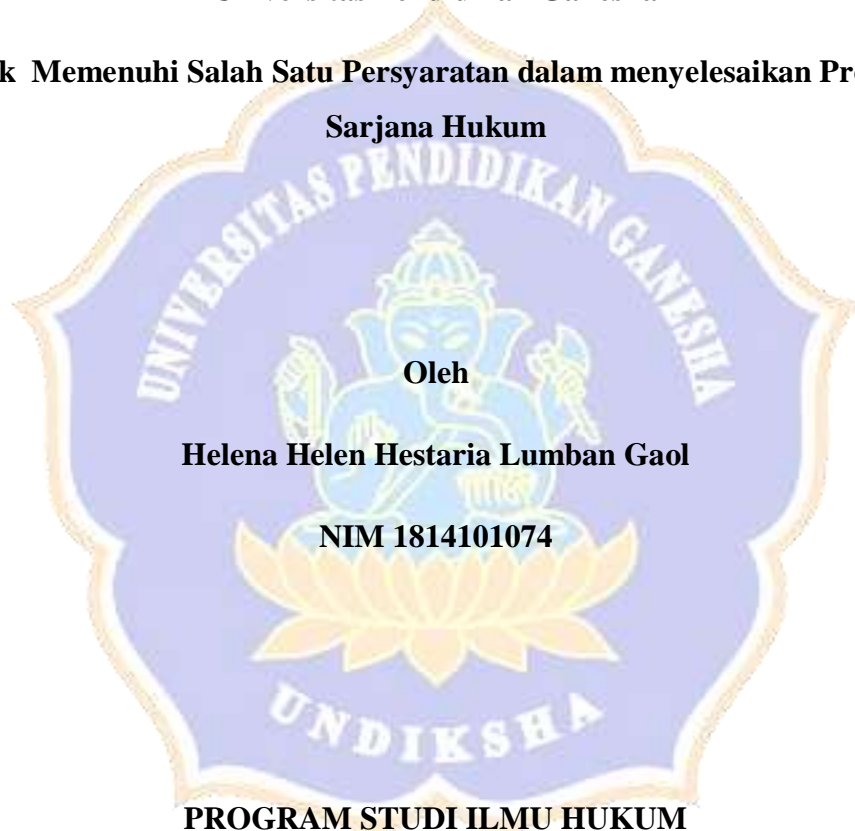 k Memenuhi Salah Satu Persyaratan dalam menyelesaikan Pr
Sarjana Hukum
UNIVERSITAS PENDIDIKAN GANESHA
Oleh
Helena Helen Hestaria Lumban Gaol
NIM 1814101074
UNDIKSHA
PROGRAM STUDI ILMU HUKUM